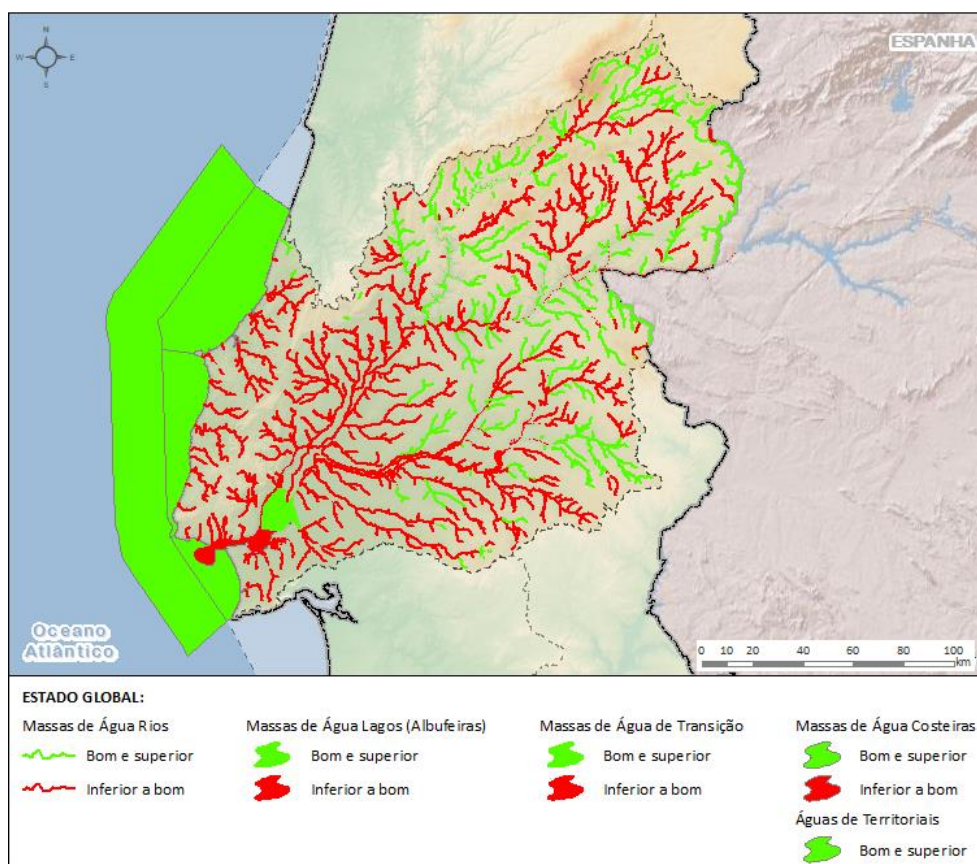 N
W E
S
ESPANHA
Oceano
Atlântico
0 10 20 40 60 80 100
km
ESTADO GLOBAL:
Massas de Água Rios
Bom e superior
Inferior a bom
Massas de Água Lagos (Albufeiras)
Bom e superior
Inferior a bom
Massas de Água de Transição
Bom e superior
Inferior a bom
Massas de Água Costeiras
Bom e superior
Inferior a bom
Águas de Territoriais
Bom e superior